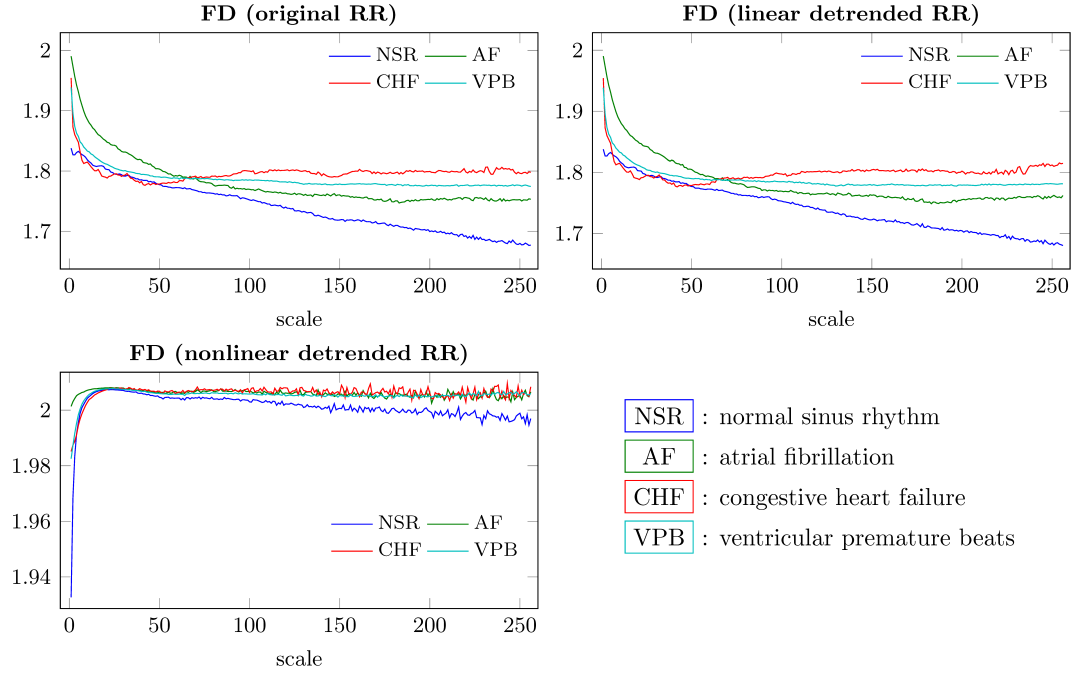 FD (original RR)
NSR AF
CHF VPB
2
1.9
1.8
1.7
0 50 100 150 200 250
scale
FD (linear detrended RR)
NSR AF
CHF VPB
2
1.9
1.8
1.7
0 50 100 150 200 250
scale
FD (nonlinear detrended RR)
2
1.98
1.96
1.94
NSR AF
CHF VPB
0 50 100 150 200 250
scale
NSR : normal sinus rhythm
AF : atrial fibrillation
CHF : congestive heart failure
VPB : ventricular premature beats